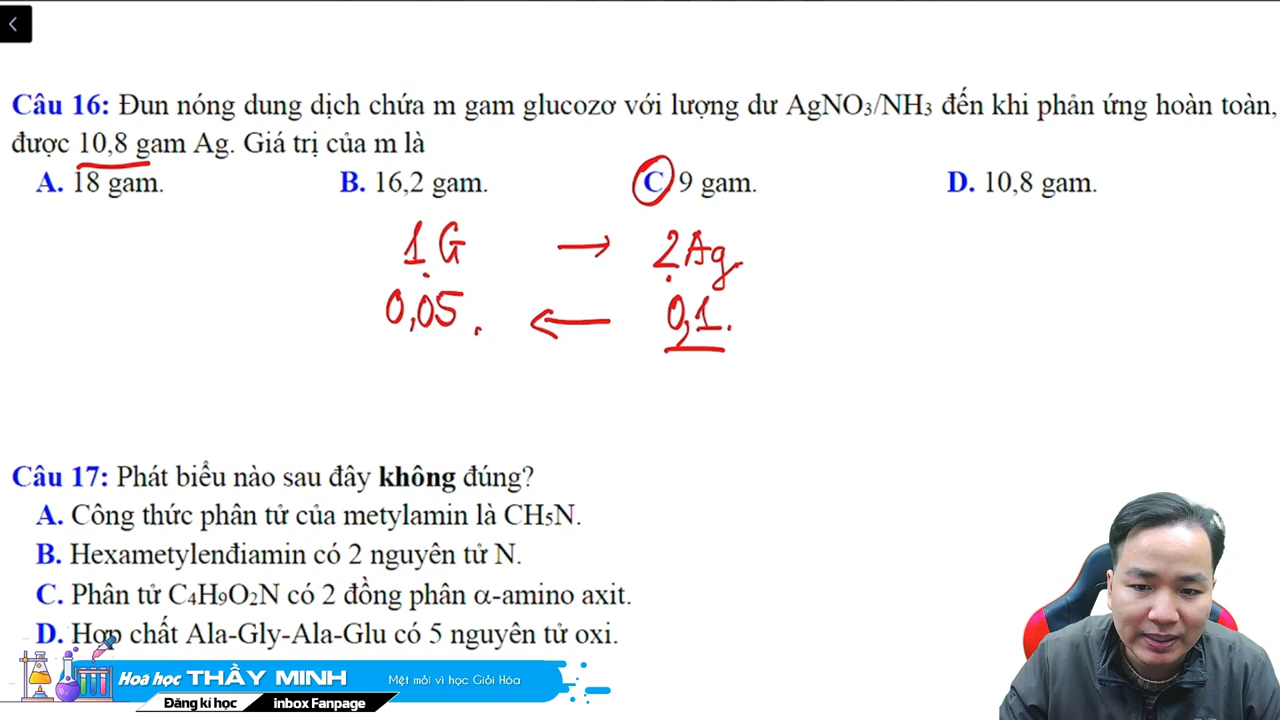 Câu 16: Đun nóng dung dịch chứa m gam glucozơ với lượng dư AgNO₃/NH₃ đến khi phản ứng hoàn toàn,
được 10,8 gam Ag. Giá trị của m là
A. 18 gam. B. 16,2 gam. C 9 gam. D. 10,8 gam.
1 G → 2Ag
0,05. ← 0,1.
Câu 17: Phát biểu nào sau đây không đúng?
A. Công thức phân tử của metylamin là CH₅N.
B. Hexametylenđiamin có 2 nguyên tử N.
C. Phân tử C₄H₉O₂N có 2 đồng phân α-amino axit.
D. Hợp chất Ala-Gly-Ala-Glu có 5 nguyên tử oxi.
Hoá học THẦY MINH Mệt mỏi vì học Giỏi Hóa
Đăng kí học inbox Fanpage